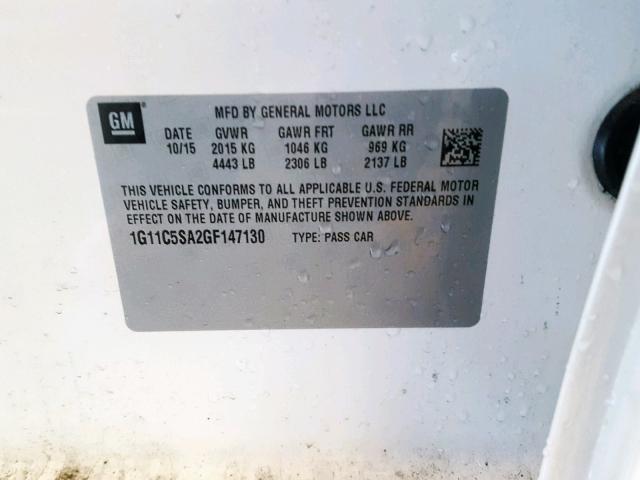 GM
MFD BY GENERAL MOTORS LLC
DATE GVWR GAWR FRT GAWR RR
10/15 2015 KG 1046 KG 969 KG
4443 LB 2306 LB 2137 LB
THIS VEHICLE CONFORMS TO ALL APPLICABLE U.S. FEDERAL MOTOR
VEHICLE SAFETY, BUMPER, AND THEFT PREVENTION STANDARDS IN
EFFECT ON THE DATE OF MANUFACTURE SHOWN ABOVE.
1G11C5SA2GF147130 TYPE: PASS CAR